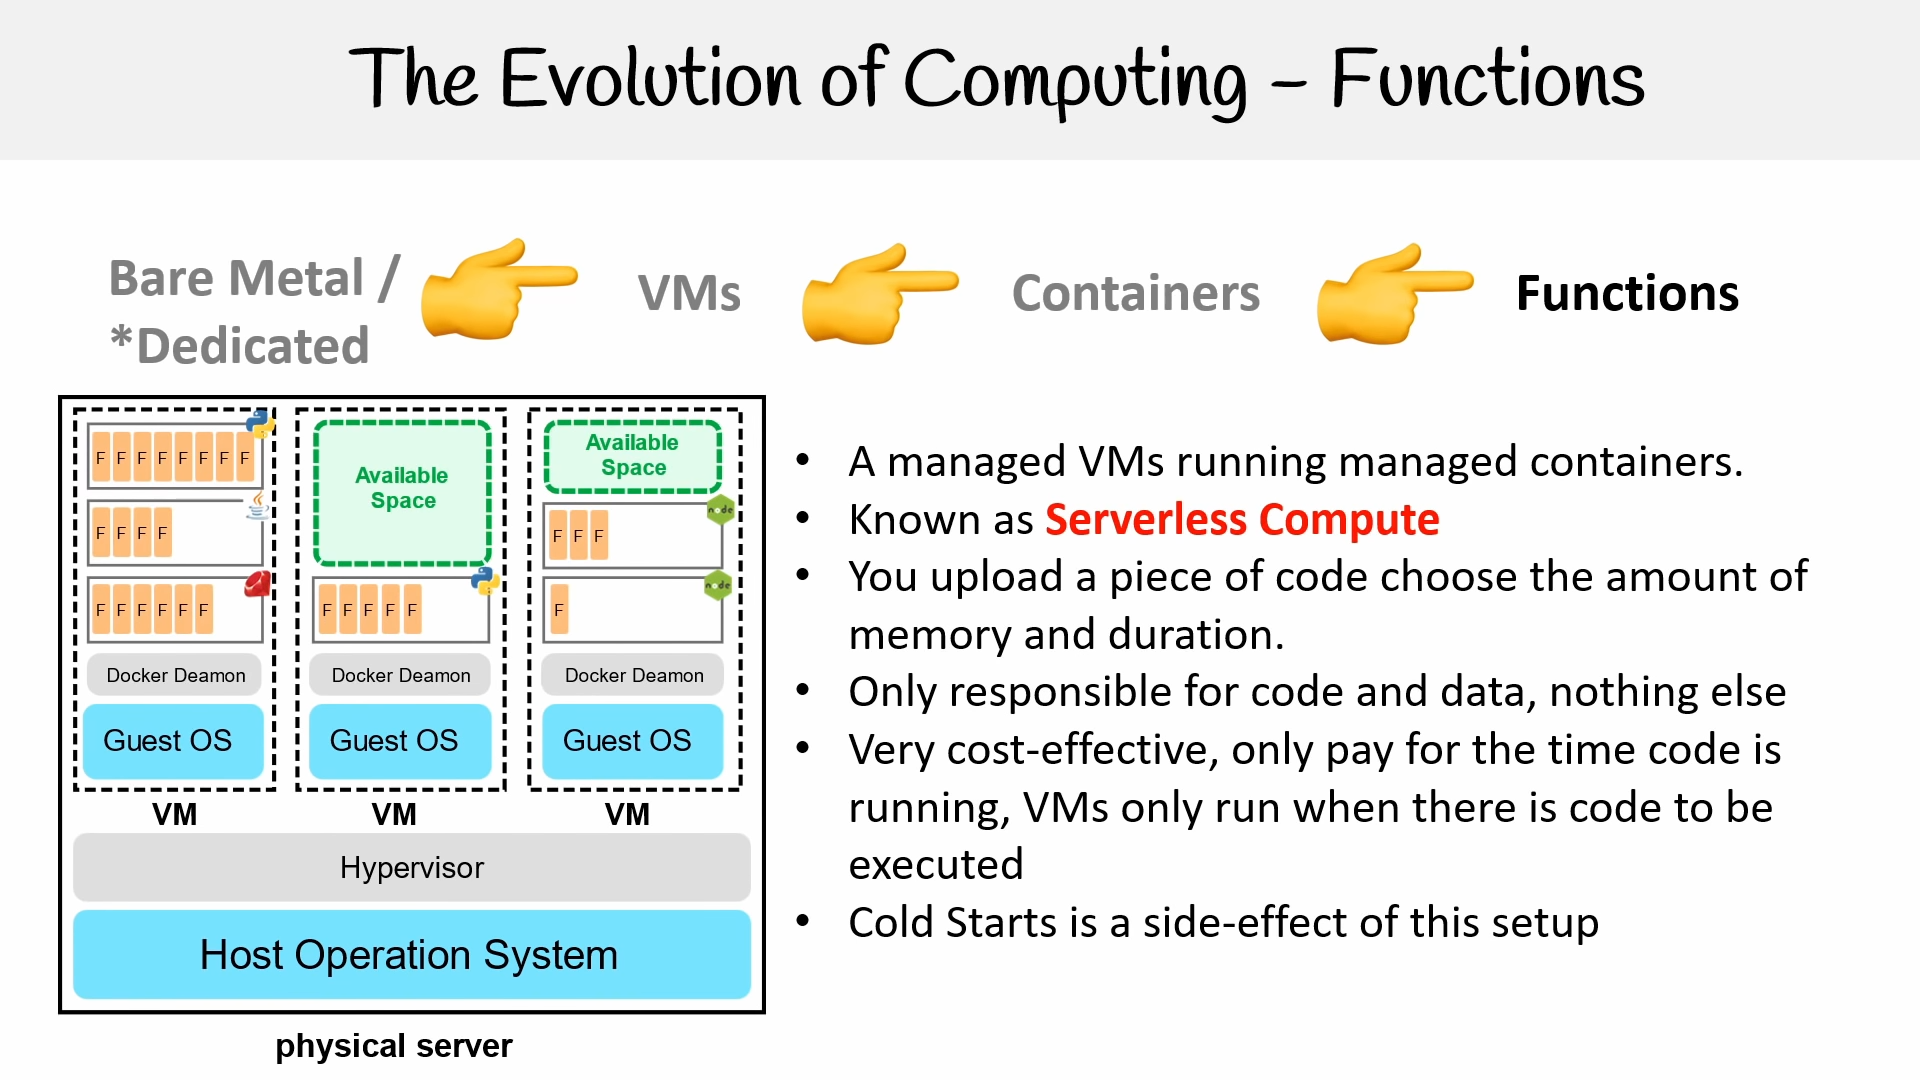 The Evolution of Computing – Functions
Bare Metal /
*Dedicated
VMs
Containers
Functions
F F F F F F F F
F F F F
F F F F F F
Docker Deamon
Guest OS
VM
Available
Space
F F F F F
Docker Deamon
Guest OS
VM
Available
Space
node
F F F
node
F
Docker Deamon
Guest OS
VM
Hypervisor
Host Operation System
physical server
• A managed VMs running managed containers.
• Known as Serverless Compute
• You upload a piece of code choose the amount of
memory and duration.
• Only responsible for code and data, nothing else
• Very cost-effective, only pay for the time code is
running, VMs only run when there is code to be
executed
• Cold Starts is a side-effect of this setup